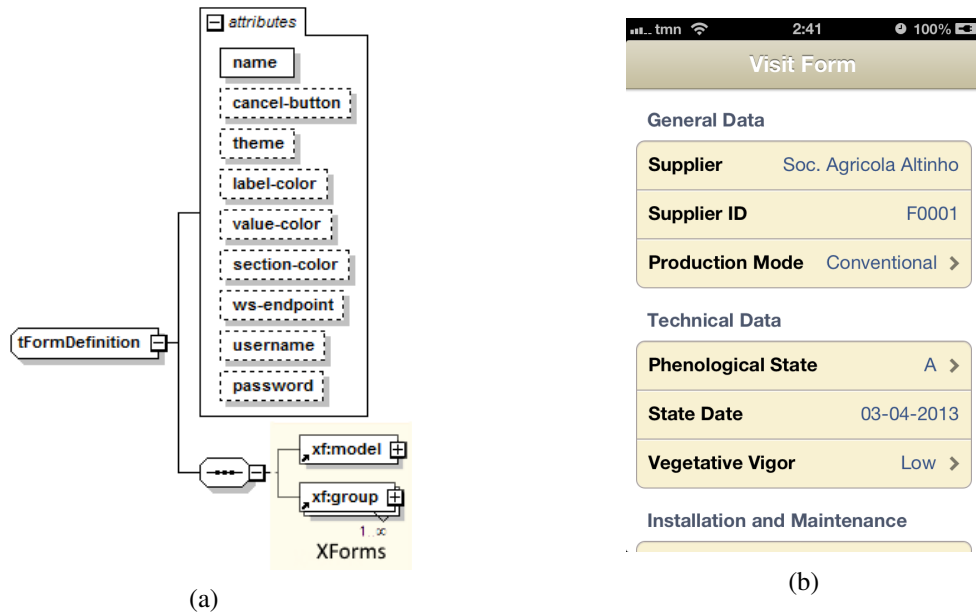 attributes
name
cancel-button
theme
label-color
value-color
section-color
ws-endpoint
username
password
tFormDefinition
xf:model
xf:group
1..∞
XForms
(a)
tmn 2:41 100%
Visit Form
General Data
Supplier Soc. Agricola Altinho
Supplier ID F0001
Production Mode Conventional
Technical Data
Phenological State A
State Date 03-04-2013
Vegetative Vigor Low
Installation and Maintenance
(b)